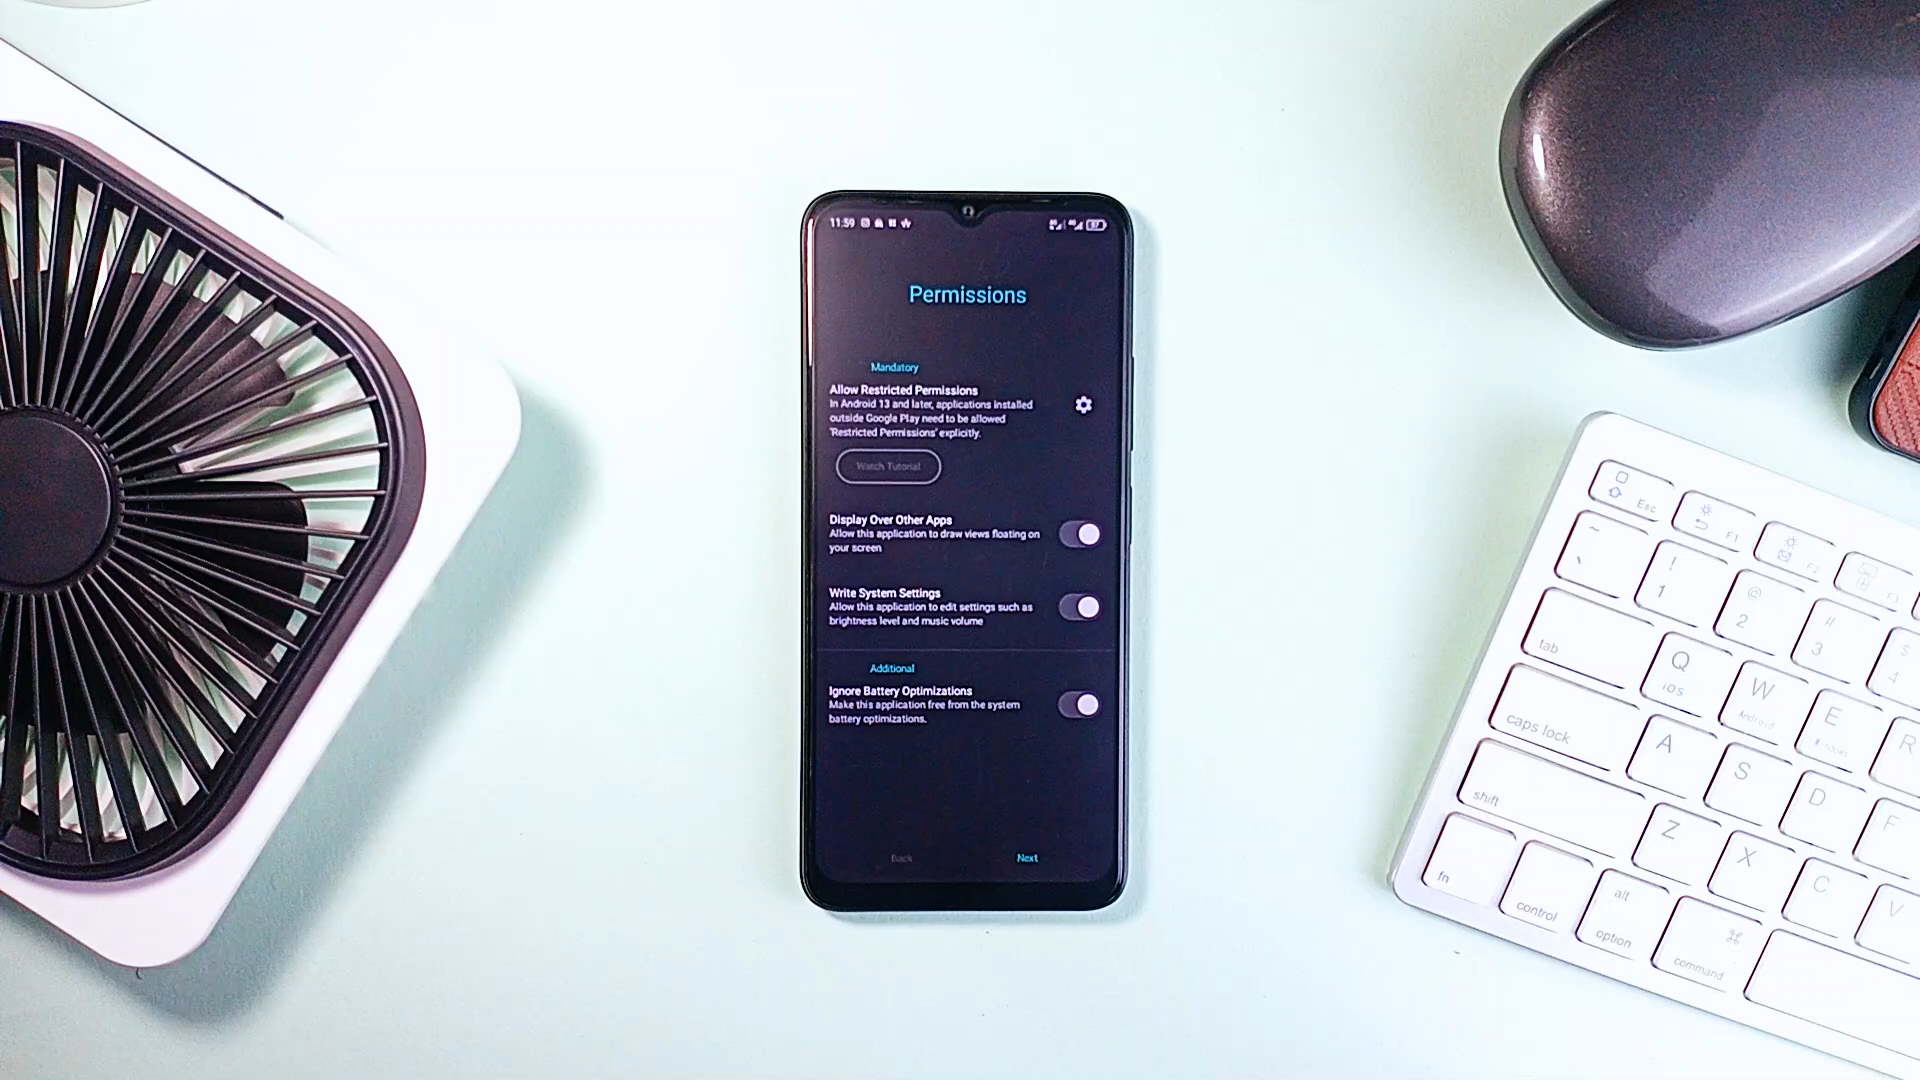 11:59
57
Permissions
Mandatory
Allow Restricted Permissions
In Android 13 and later, applications installed
outside Google Play need to be allowed
'Restricted Permissions' explicitly.
Watch Tutorial
Display Over Other Apps
Allow this application to draw views floating on
your screen
Write System Settings
Allow this application to edit settings such as
brightness level and music volume
Additional
Ignore Battery Optimizations
Make this application free from the system
battery optimizations.
Back
Next
Esc
F1
F2
F3
~
`
!
1
@
2
#
3
$
4
tab
Q
iOS
W
Android
E
Windows
R
caps lock
A
S
D
F
shift
Z
X
C
V
fn
control
alt
option
⌘
command